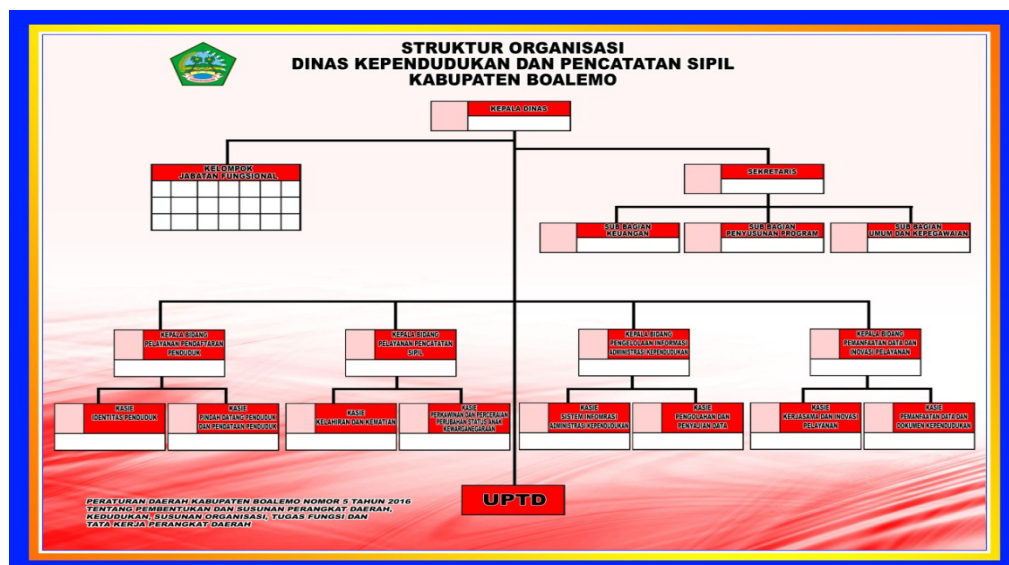 STRUKTUR ORGANISASI
DINAS KEPENDUDUKAN DAN PENCATATAN SIPIL
KABUPATEN BOALEMO
KEPALA DINAS
KELOMPOK
JABATAN FUNGSIONAL
SEKRETARIS
SUB BAGIAN
KEUANGAN
SUB BAGIAN
PENYUSUNAN PROGRAM
SUB BAGIAN
UMUM DAN KEPEGAWAIAN
KEPALA BIDANG
PELAYANAN PENDAFTARAN
PENDUDUK
KEPALA BIDANG
PELAYANAN PENCATATAN
SIPIL
KEPALA BIDANG
PENGELOLAAN INFORMASI
ADMINISTRASI KEPENDUDUKAN
KEPALA BIDANG
PEMANFAATAN DATA DAN
INOVASI PELAYANAN
KASIE
IDENTITAS PENDUDUK
KASIE
PINDAH DATANG PENDUDUK
DAN PENDATAAN PENDUDUK
KASIE
KELAHIRAN DAN KEMATIAN
KASIE
PERKAWINAN DAN PERCERAIAN
PERUBAHAN STATUS ANAK
KEWARGANEGARAAN
KASIE
SISTEM INFOMRASI
ADMINISTRASI KEPENDUDUKAN
KASIE
PENGOLAHAN DAN
PENYAJIAN DATA
KASIE
KERJASAMA DAN INOVASI
PELAYANAN
KASIE
PEMANFAATAN DATA DAN
DOKUMEN KEPENDUDUKAN
UPTD
PERATURAN DAERAH KABUPATEN BOALEMO NOMOR 5 TAHUN 2016
TENTANG PEMBENTUKAN DAN SUSUNAN PERANGKAT DAERAH,
KEDUDUKAN, SUSUNAN ORGANISASI, TUGAS FUNGSI DAN
TATA KERJA PERANGKAT DAERAH